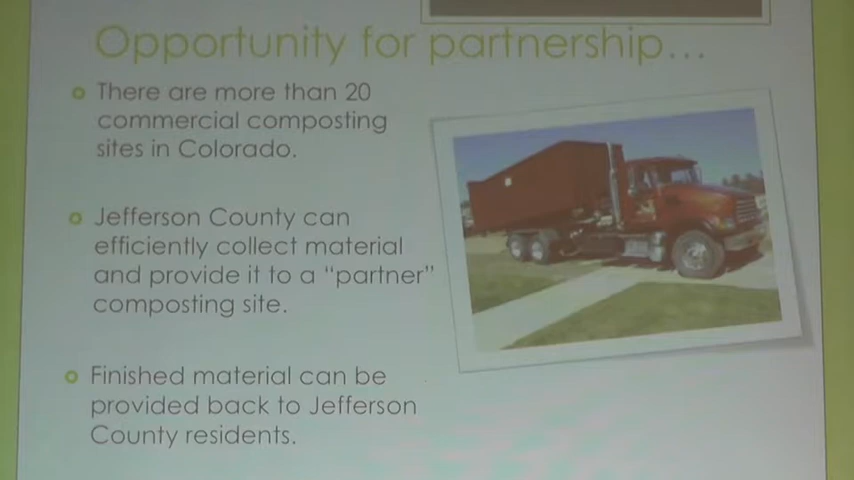 Opportunity for partnership...
There are more than 20
commercial composting
sites in Colorado.
Jefferson County can
efficiently collect material
and provide it to a “partner”
composting site.
Finished material can be
provided back to Jefferson
County residents.